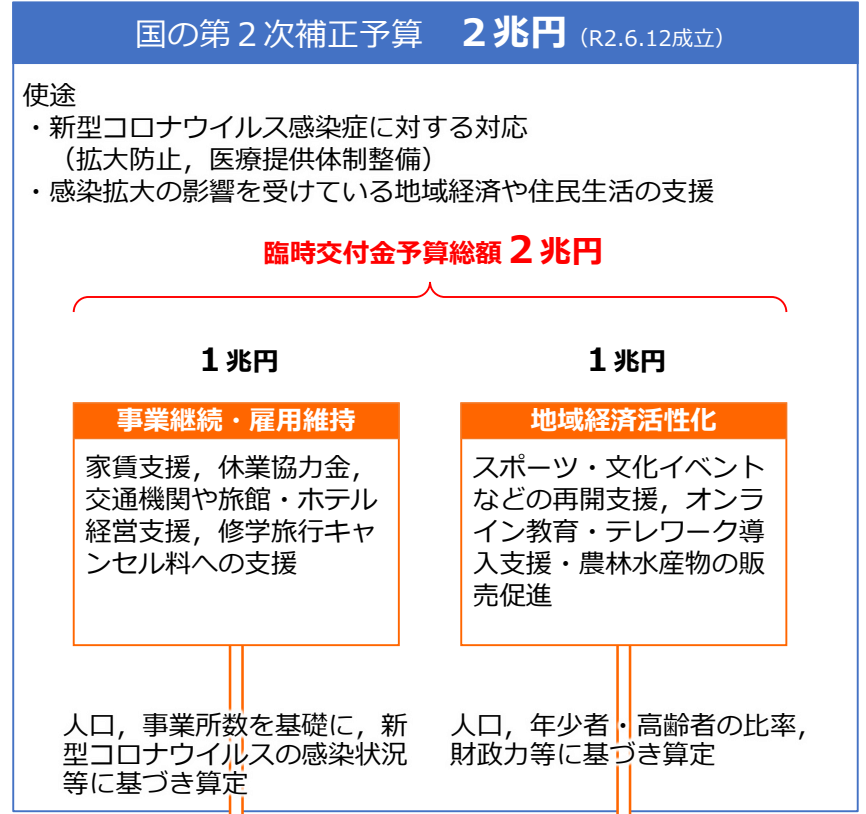 国の第２次補正予算　２兆円（R2.6.12成立）
使途
・新型コロナウイルス感染症に対する対応
（拡大防止，医療提供体制整備）
・感染拡大の影響を受けている地域経済や住民生活の支援
臨時交付金予算総額２兆円
１兆円
事業継続・雇用維持
家賃支援，休業協力金，
交通機関や旅館・ホテル
経営支援，修学旅行キャ
ンセル料への支援
人口，事業所数を基礎に，新
型コロナウイルスの感染状況
等に基づき算定
１兆円
地域経済活性化
スポーツ・文化イベント
などの再開支援，オンラ
イン教育・テレワーク導
入支援・農林水産物の販
売促進
人口，年少者・高齢者の比率，
財政力等に基づき算定